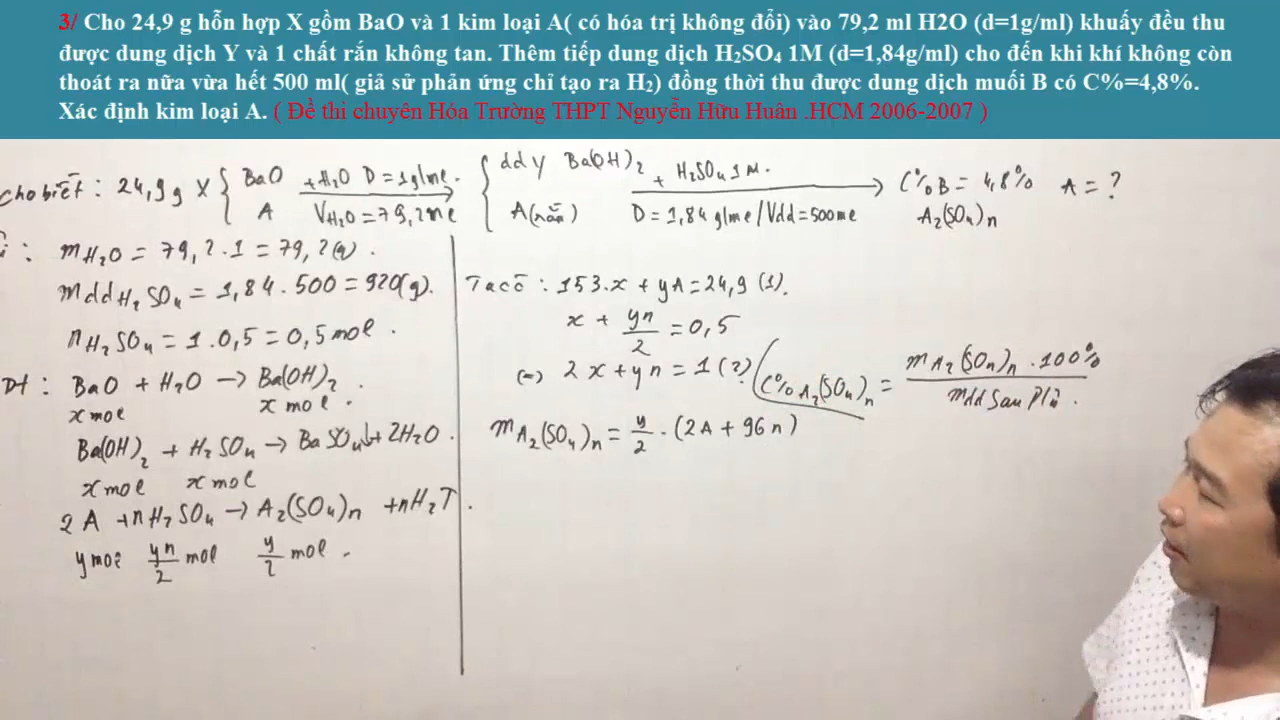 3/ Cho 24,9 g hỗn hợp X gồm BaO và 1 kim loại A( có hóa trị không đổi) vào 79,2 ml H2O (d=1g/ml) khuấy đều thu
được dung dịch Y và 1 chất rắn không tan. Thêm tiếp dung dịch H₂SO₄ 1M (d=1,84g/ml) cho đến khi khí không còn
thoát ra nữa vừa hết 500 ml( giả sử phản ứng chỉ tạo ra H₂) đồng thời thu được dung dịch muối B có C%=4,8%.
Xác định kim loại A. ( Đề thi chuyên Hóa Trường THPT Nguyễn Hữu Huân .HCM 2006-2007 )
Cho biết : 24,9 g X { BaO A +H₂O D = 1g/ml. V H₂O = 79,2ml { dd Y Ba(OH)₂ A(rắn) + H₂SO₄ 1M. D = 1,84 g/ml / Vdd = 500ml C%B = 4,8% A₂(SO₄)n A = ?
m H₂O = 79,2.1 = 79,2(g).
mdd H₂SO₄ = 1,84.500 = 920(g).
n H₂SO₄ = 1.0,5 = 0,5 mol.
Pt : BaO + H₂O → Ba(OH)₂.
x mol x mol.
Ba(OH)₂ + H₂SO₄ → BaSO₄↓ + 2H₂O.
x mol x mol
2A + nH₂SO₄ → A₂(SO₄)n + nH₂↑.
y mol yn/2 mol y/2 mol.
Ta có : 153.x + yA = 24,9 (1).
x + yn/2 = 0,5
(=) 2x + yn = 1 (2)
C% A₂(SO₄)n = m A₂(SO₄)n . 100% / mdd sau pứ.
m A₂(SO₄)n = y/2 . (2A + 96n)